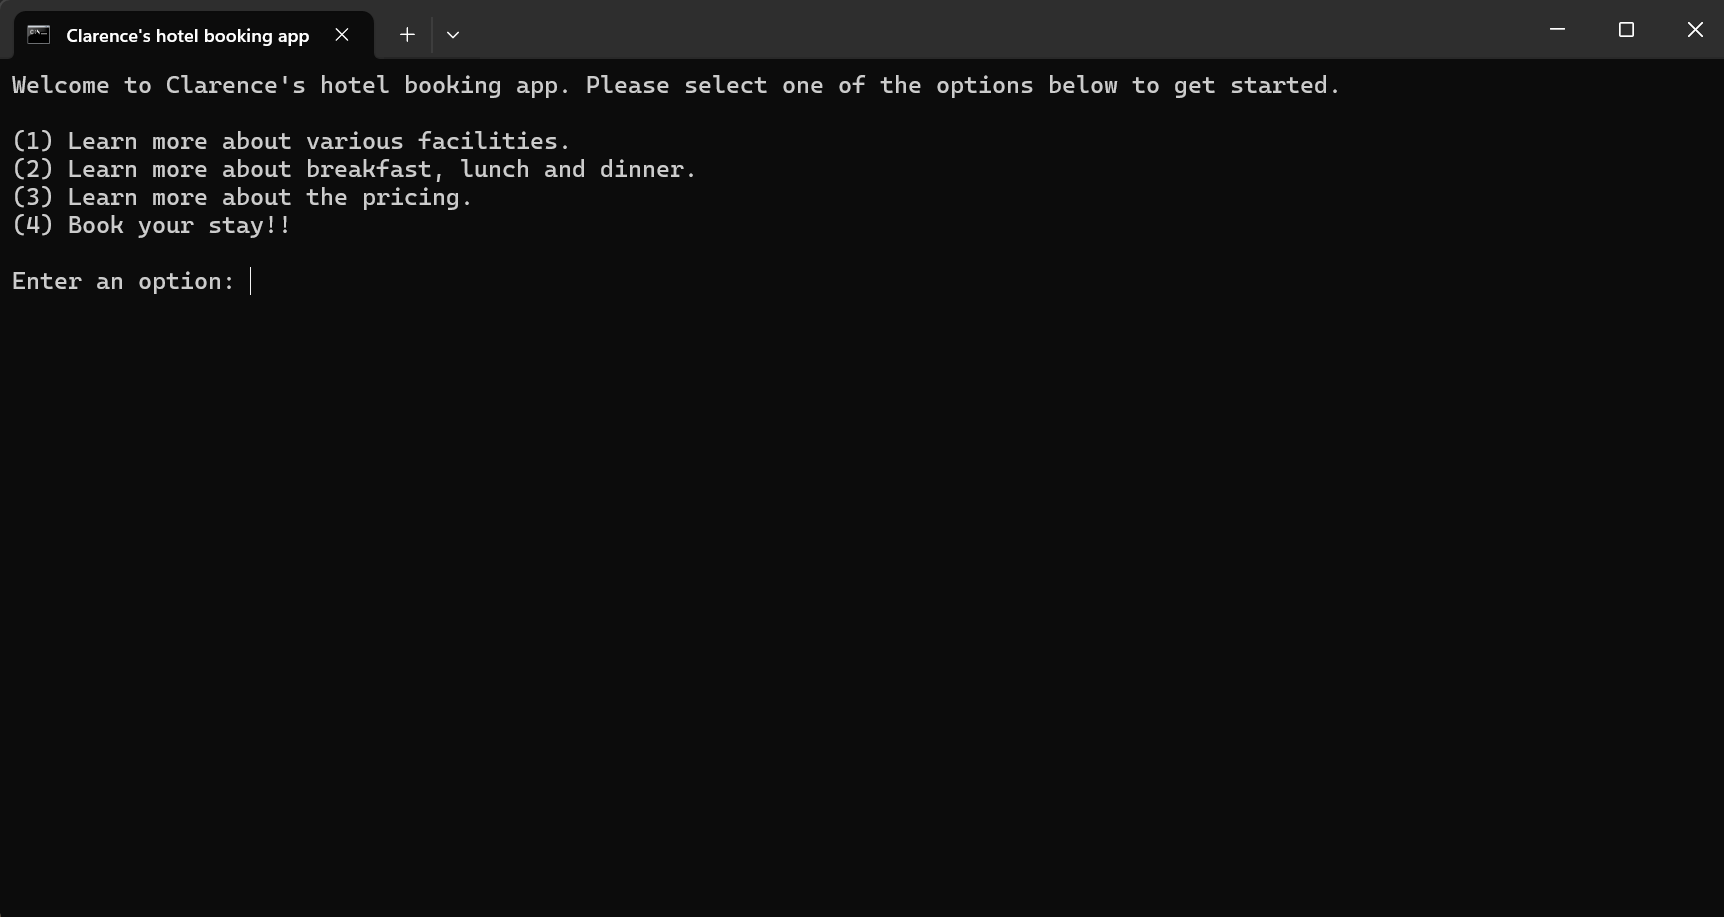 Clarence's hotel booking app
Welcome to Clarence's hotel booking app. Please select one of the options below to get started.
(1) Learn more about various facilities.
(2) Learn more about breakfast, lunch and dinner.
(3) Learn more about the pricing.
(4) Book your stay!!
Enter an option: